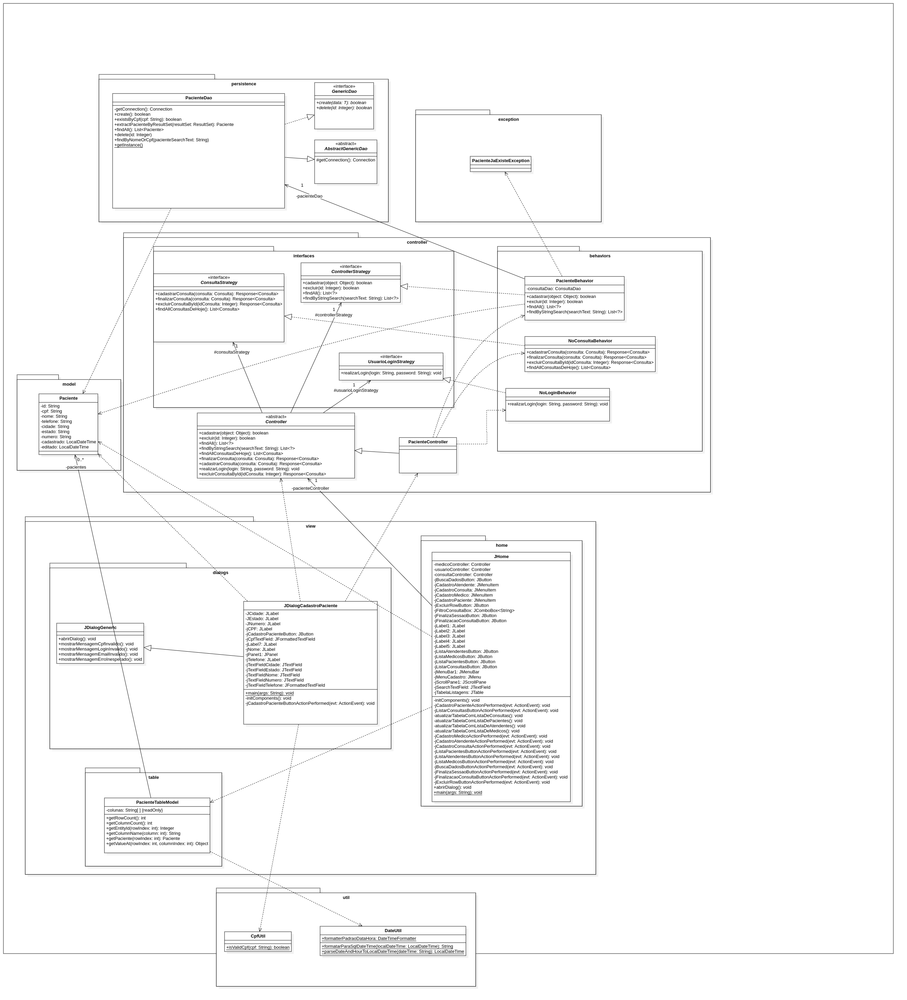 persistence
PacienteDao
-getConnection(): Connection
+create(): boolean
+existsByCpf(cpf: String): boolean
+extractPacienteByResultSet(resultSet: ResultSet): Paciente
+findAll(): List<Paciente>
+delete(id: Integer)
+findByNomeOrCpf(pacienteSearchText: String)
+getInstance()
«interface»
GenericDao
+create(data: T): boolean
+delete(id: Integer): boolean
«abstract»
AbstractGenericDao
#getConnection(): Connection
1
-pacienteDao
exception
PacienteJaExisteException
controller
interfaces
«interface»
ConsultaStrategy
+cadastrarConsulta(consulta: Consulta): Response<Consulta>
+finalizarConsulta(consulta: Consulta): Response<Consulta>
+excluirConsultaById(idConsulta: Integer): Response<Consulta>
+findAllConsultasDeHoje(): List<Consulta>
«interface»
ControllerStrategy
+cadastrar(object: Object): boolean
+excluir(id: Integer): boolean
+findAll(): List<?>
+findByStringSearch(searchText: String): List<?>
1
#controllerStrategy
1
#consultaStrategy
«interface»
UsuarioLoginStrategy
+realizarLogin(login: String, password: String): void
1
#usuarioLoginStrategy
behaviors
PacienteBehavior
-consultaDao: ConsultaDao
+cadastrar(object: Object): boolean
+excluir(id: Integer): boolean
+findAll(): List<?>
+findByStringSearch(searchText: String): List<?>
NoConsultaBehavior
+cadastrarConsulta(consulta: Consulta): Response<Consulta>
+finalizarConsulta(consulta: Consulta): Response<Consulta>
+excluirConsultaById(idConsulta: Integer): Response<Consulta>
+findAllConsultasDeHoje(): List<Consulta>
NoLoginBehavior
+realizarLogin(login: String, password: String): void
«abstract»
Controller
+cadastrar(object: Object): boolean
+excluir(id: Integer): boolean
+findAll(): List<?>
+findByStringSearch(searchText: String): List<?>
+findAllConsultasDeHoje(): List<Consulta>
+finalizarConsulta(consulta: Consulta): Response<Consulta>
+cadastrarConsulta(consulta: Consulta): Response<Consulta>
+realizarLogin(login: String, password: String): void
+excluirConsultaById(idConsulta: Integer): Response<Consulta>
PacienteController
1
-pacienteController
model
Paciente
-id: String
-cpf: String
-nome: String
-telefone: String
-cidade: String
-estado: String
-numero: String
-cadastrado: LocalDateTime
-editado: LocalDateTime
0..*
-pacientes
view
dialogs
JDialogGeneric
+abrirDialog(): void
+mostrarMensagemCpfInvalido(): void
+mostrarMensagemLoginInvalido(): void
+mostrarMensagemEmailInvalido(): void
+mostrarMensagemErroInesperado(): void
JDialogCadastroPaciente
-JCidade: JLabel
-JEstado: JLabel
-JNumero: JLabel
-jCPF: JLabel
-jCadastroPacienteButton: JButton
-jCpfTextField: JFormattedTextField
-jLabel7: JLabel
-jNome: JLabel
-jPanel1: JPanel
-jTelefone: JLabel
-jTextFieldCidade: JTextField
-jTextFieldEstado: JTextField
-jTextFieldNome: JTextField
-jTextFieldNumero: JTextField
-jTextFieldTelefone: JFormattedTextField
+main(args: String): void
-initComponents(): void
-jCadastroPacienteButtonActionPerformed(evt: ActionEvent): void
home
JHome
-medicoController: Controller
-usuarioController: Controller
-consultaController: Controller
-jBuscaDadosButton: JButton
-jCadastroAtendente: JMenuItem
-jCadastroConsulta: JMenuItem
-jCadastroMedico: JMenuItem
-jCadastroPaciente: JMenuItem
-jExcluirRowButton: JButton
-jFiltroConsultaBox: JComboBox<String>
-jFinalizaSessaoButton: JButton
-jFinalizacaoConsultaButton: JButton
-jLabel1: JLabel
-jLabel2: JLabel
-jLabel3: JLabel
-jLabel4: JLabel
-jLabel5: JLabel
-jListaAtendentesButton: JButton
-jListaMedicosButton: JButton
-jListaPacientesButton: JButton
-jListarConsultasButton: JButton
-jMenuBar1: JMenuBar
-jMenuCadastro: JMenu
-jScrollPane1: JScrollPane
-jSearchTextField: JTextField
-jTabelaListagens: JTable
-initComponents(): void
-jCadastroPacienteActionPerformed(evt: ActionEvent): void
-jListarConsultasButtonActionPerformed(evt: ActionEvent): void
-atualizarTabelaComListaDeConsultas(): void
-atualizarTabelaComListaDePacientes(): void
-atualizarTabelaComListaDeAtendentes(): void
-atualizarTabelaComListaDeMedicos(): void
-jCadastroMedicoActionPerformed(evt: ActionEvent): void
-jCadastroAtendenteActionPerformed(evt: ActionEvent): void
-jCadastroConsultaActionPerformed(evt: ActionEvent): void
-jListaPacientesButtonActionPerformed(evt: ActionEvent): void
-jListaAtendentesButtonActionPerformed(evt: ActionEvent): void
-jListaMedicosButtonActionPerformed(evt: ActionEvent): void
-jBuscaDadosButtonActionPerformed(evt: ActionEvent): void
-jFinalizaSessaoButtonActionPerformed(evt: ActionEvent): void
-jFinalizacaoConsultaButtonActionPerformed(evt: ActionEvent): void
-jExcluirRowButtonActionPerformed(evt: ActionEvent): void
+abrirDialog(): void
+main(args: String): void
table
PacienteTableModel
-colunas: String[ ] {readOnly}
+getRowCount(): int
+getColumnCount(): int
+getEntityId(rowIndex: int): Integer
+getColumnName(column: int): String
+getPaciente(rowIndex: int): Paciente
+getValueAt(rowIndex: int, columnIndex: int): Object
util
CpfUtil
+isValidCpf(cpf: String): boolean
DateUtil
+formatterPadraoDataHora: DateTimeFormatter
+formatarParaSqlDateTime(localDateTime: LocalDateTime): String
+parseDateAndHourToLocalDateTime(dateTime: String): LocalDateTime